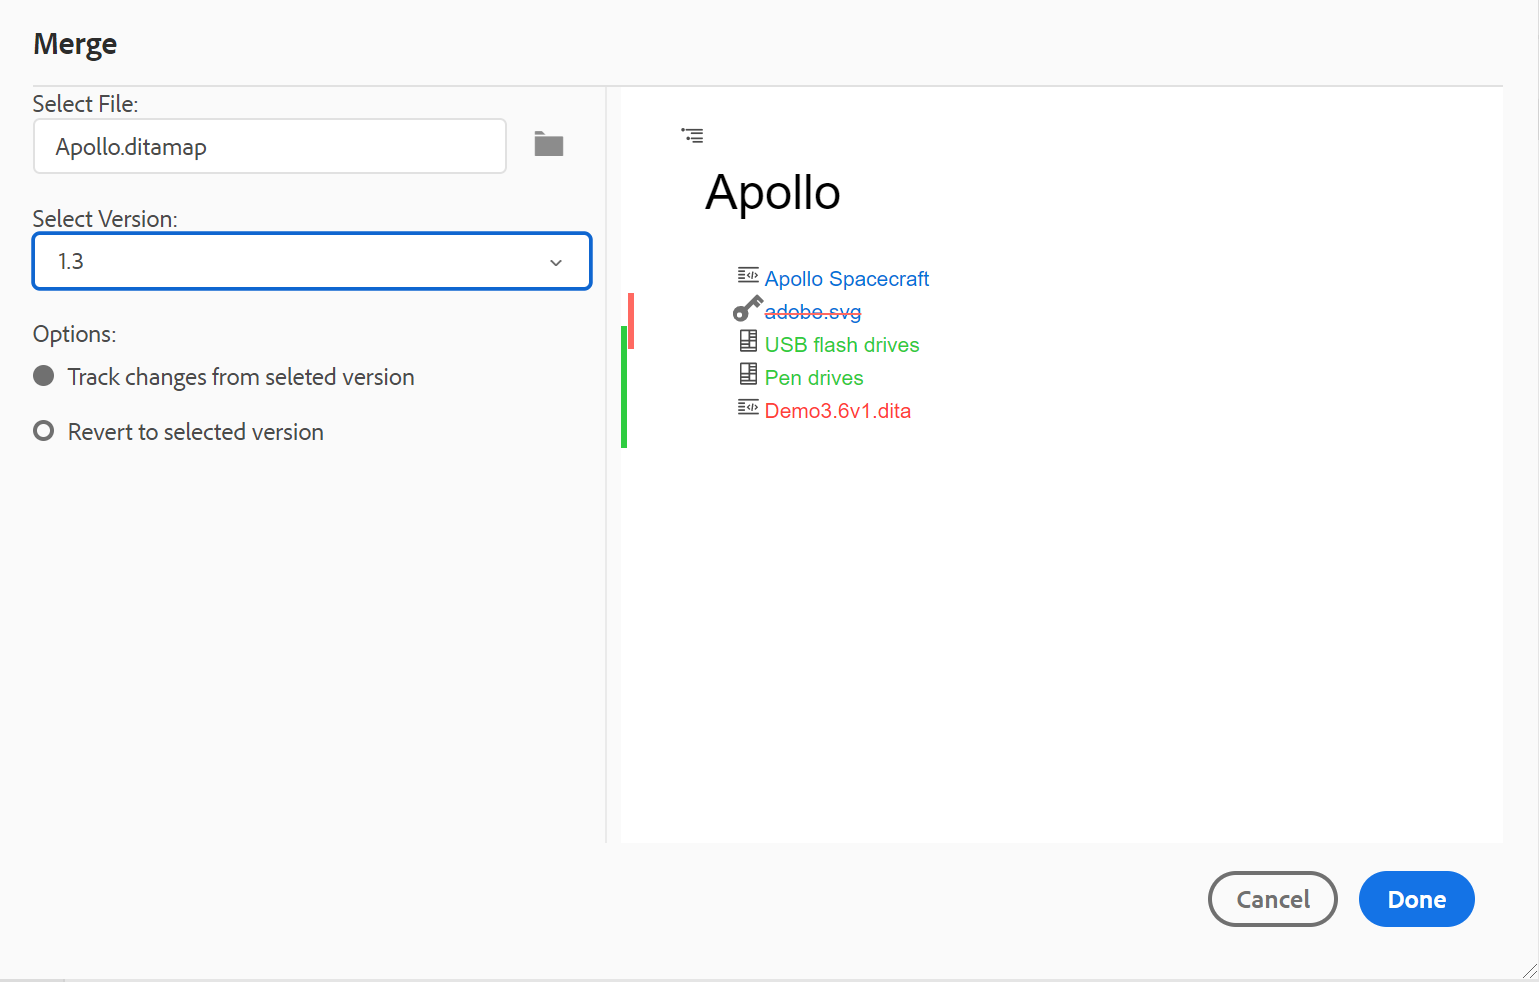 Merge
Select File:
Apollo.ditamap
Select Version:
1.3
Options:
Track changes from seleted version
Revert to selected version
Apollo
Apollo Spacecraft
adobe.svg
USB flash drives
Pen drives
Demo3.6v1.dita
Cancel
Done